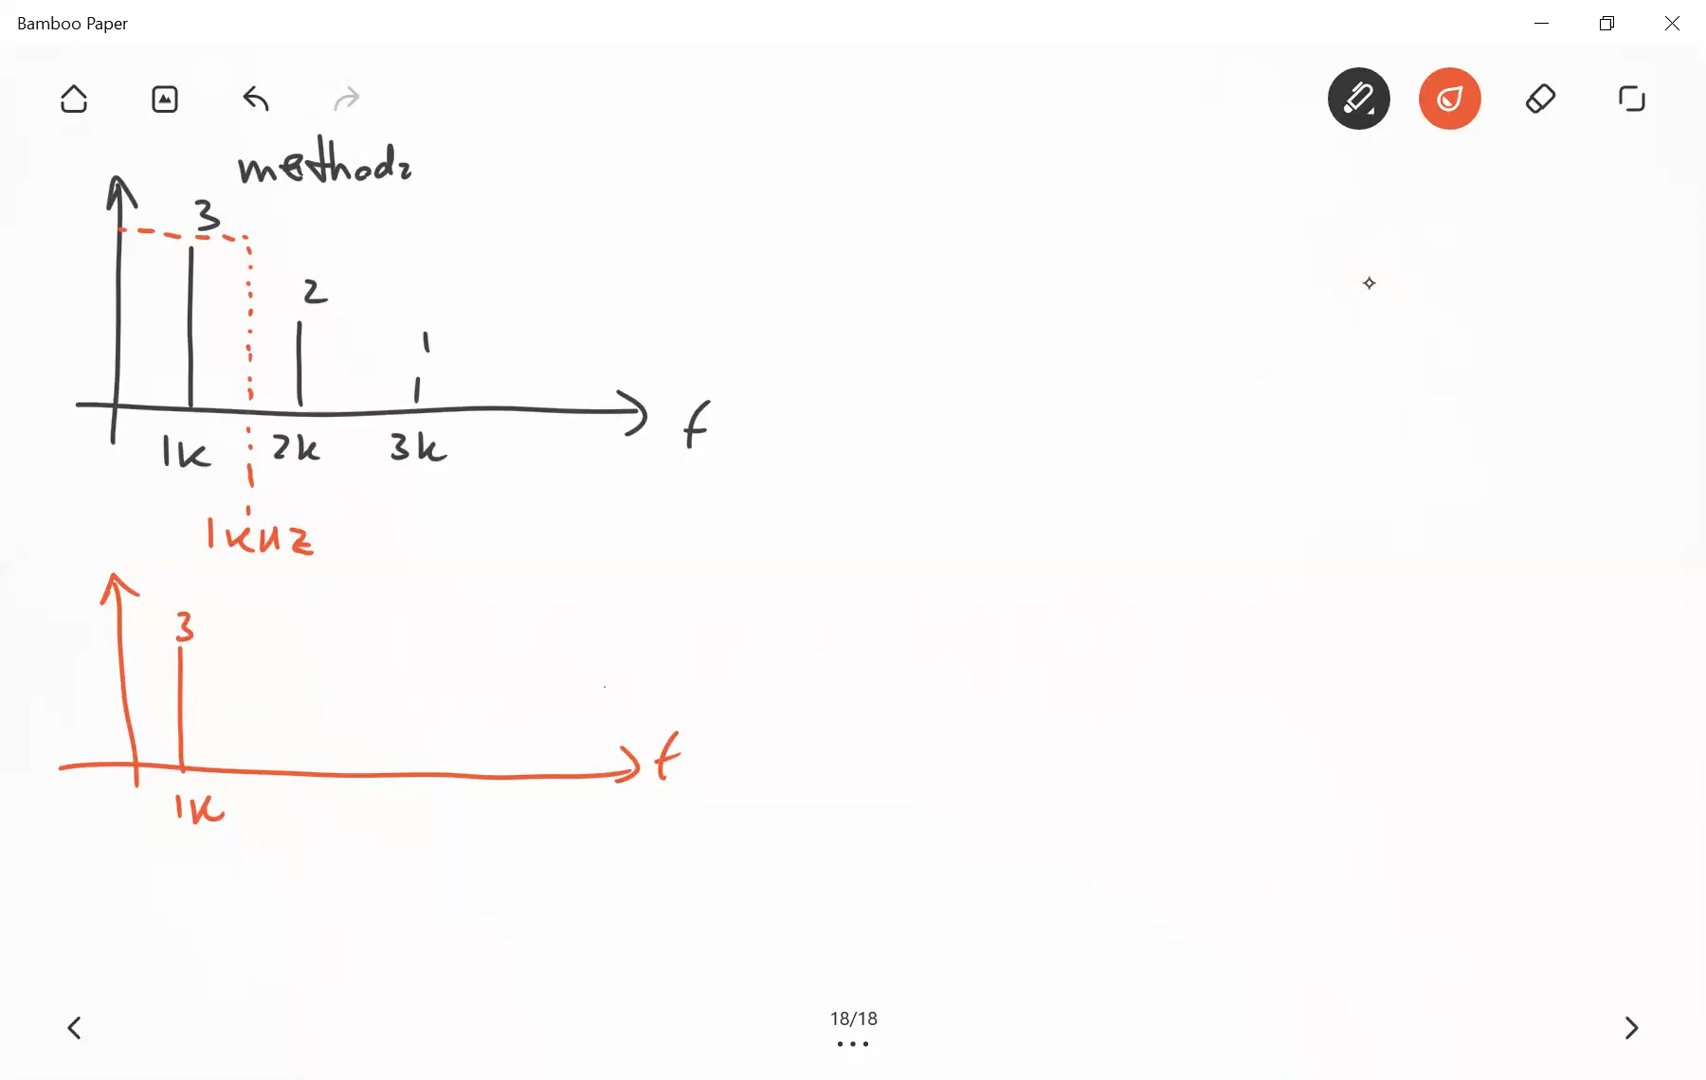 Bamboo Paper
method2
3
2
1
1k 2k 3k f
1kHz
3
f
1k
18/18